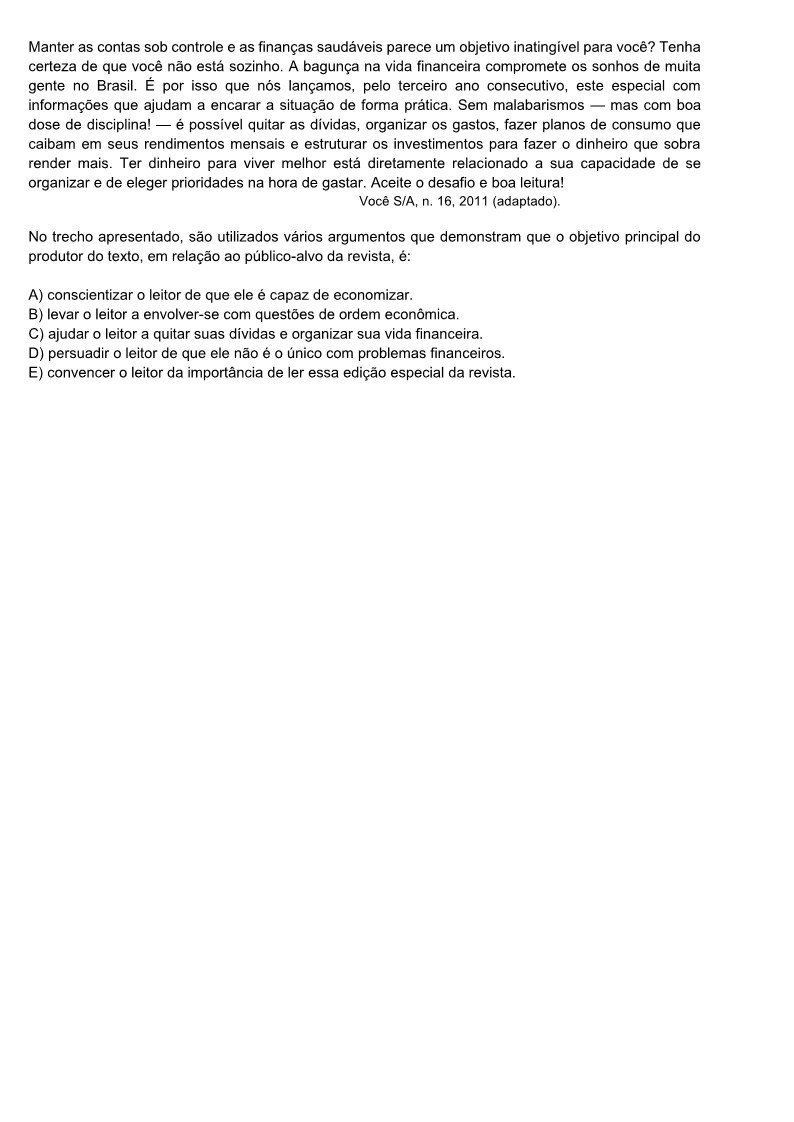 Manter as contas sob controle e as finanças saudáveis parece um objetivo inatingível para você? Tenha
certeza de que você não está sozinho. A bagunça na vida financeira compromete os sonhos de muita
gente no Brasil. É por isso que nós lançamos, pelo terceiro ano consecutivo, este especial com
informações que ajudam a encarar a situação de forma prática. Sem malabarismos — mas com boa
dose de disciplina! — é possível quitar as dívidas, organizar os gastos, fazer planos de consumo que
caibam em seus rendimentos mensais e estruturar os investimentos para fazer o dinheiro que sobra
render mais. Ter dinheiro para viver melhor está diretamente relacionado a sua capacidade de se
organizar e de eleger prioridades na hora de gastar. Aceite o desafio e boa leitura!
Você S/A, n. 16, 2011 (adaptado).
No trecho apresentado, são utilizados vários argumentos que demonstram que o objetivo principal do
produtor do texto, em relação ao público-alvo da revista, é:
A) conscientizar o leitor de que ele é capaz de economizar.
B) levar o leitor a envolver-se com questões de ordem econômica.
C) ajudar o leitor a quitar suas dívidas e organizar sua vida financeira.
D) persuadir o leitor de que ele não é o único com problemas financeiros.
E) convencer o leitor da importância de ler essa edição especial da revista.